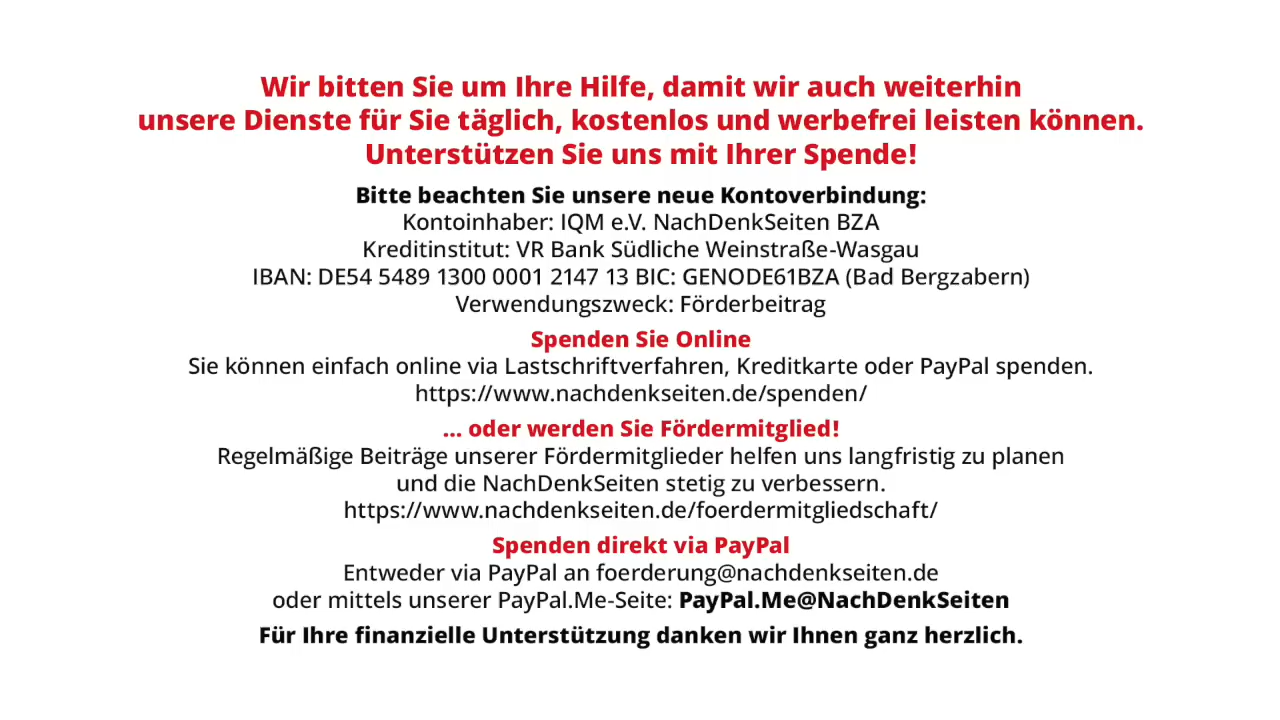 Wir bitten Sie um Ihre Hilfe, damit wir auch weiterhin
unsere Dienste für Sie täglich, kostenlos und werbefrei leisten können.
Unterstützen Sie uns mit Ihrer Spende!
Bitte beachten Sie unsere neue Kontoverbindung:
Kontoinhaber: IQM e.V. NachDenkSeiten BZA
Kreditinstitut: VR Bank Südliche Weinstraße-Wasgau
IBAN: DE54 5489 1300 0001 2147 13 BIC: GENODE61BZA (Bad Bergzabern)
Verwendungszweck: Förderbeitrag
Spenden Sie Online
Sie können einfach online via Lastschriftverfahren, Kreditkarte oder PayPal spenden.
https://www.nachdenkseiten.de/spenden/
... oder werden Sie Fördermitglied!
Regelmäßige Beiträge unserer Fördermitglieder helfen uns langfristig zu planen
und die NachDenkSeiten stetig zu verbessern.
https://www.nachdenkseiten.de/foerdermitgliedschaft/
Spenden direkt via PayPal
Entweder via PayPal an foerderung@nachdenkseiten.de
oder mittels unserer PayPal.Me-Seite: PayPal.Me@NachDenkSeiten
Für Ihre finanzielle Unterstützung danken wir Ihnen ganz herzlich.